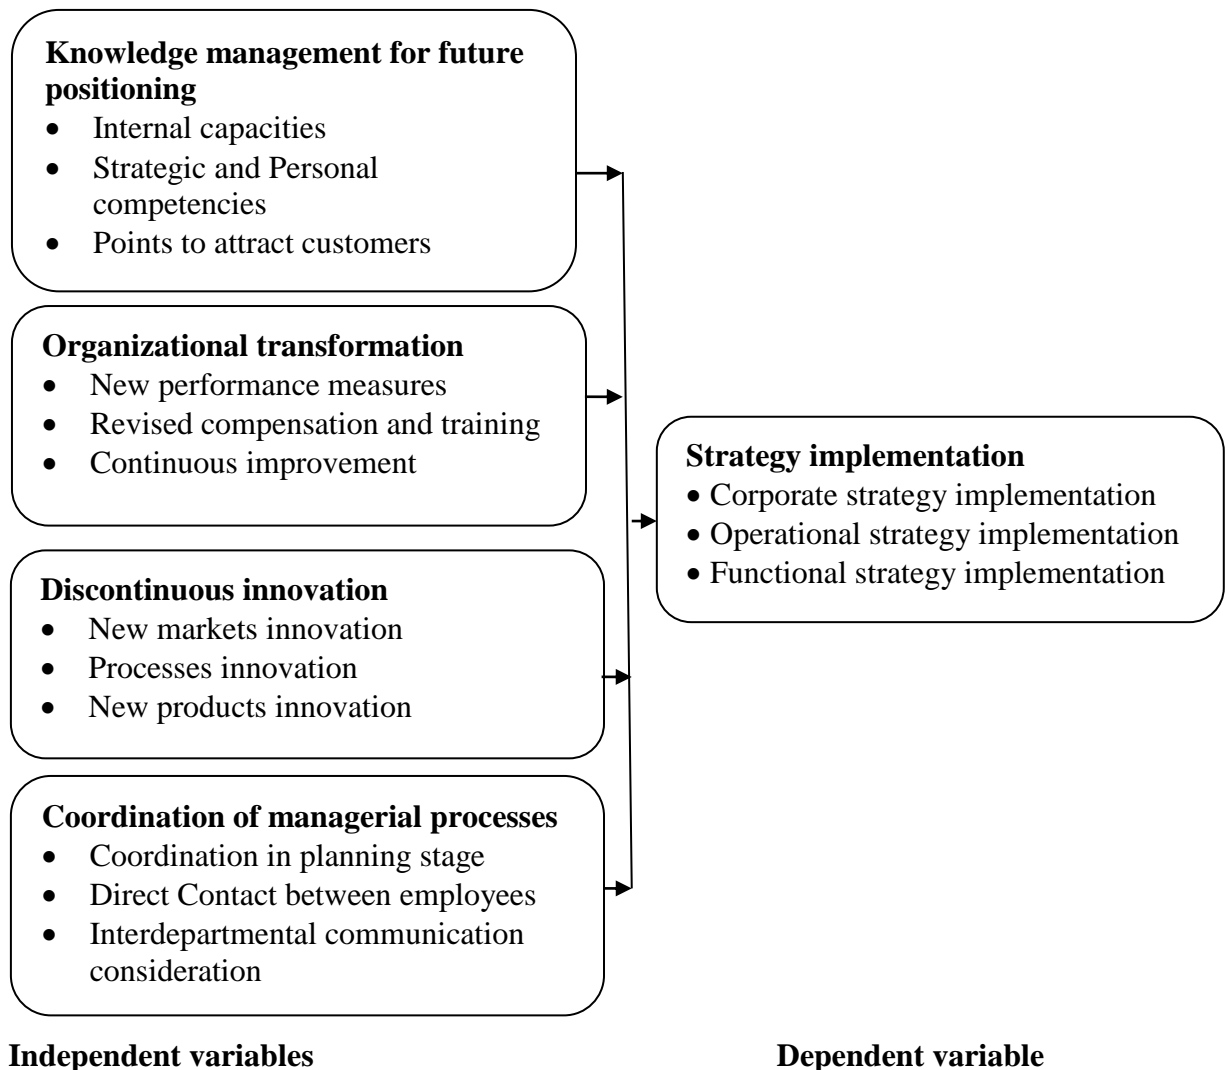 Knowledge management for future
positioning
• Internal capacities
• Strategic and Personal
competencies
• Points to attract customers
Organizational transformation
• New performance measures
• Revised compensation and training
• Continuous improvement
Discontinuous innovation
• New markets innovation
• Processes innovation
• New products innovation
Coordination of managerial processes
• Coordination in planning stage
• Direct Contact between employees
• Interdepartmental communication
consideration
Strategy implementation
• Corporate strategy implementation
• Operational strategy implementation
• Functional strategy implementation
Independent variables
Dependent variable